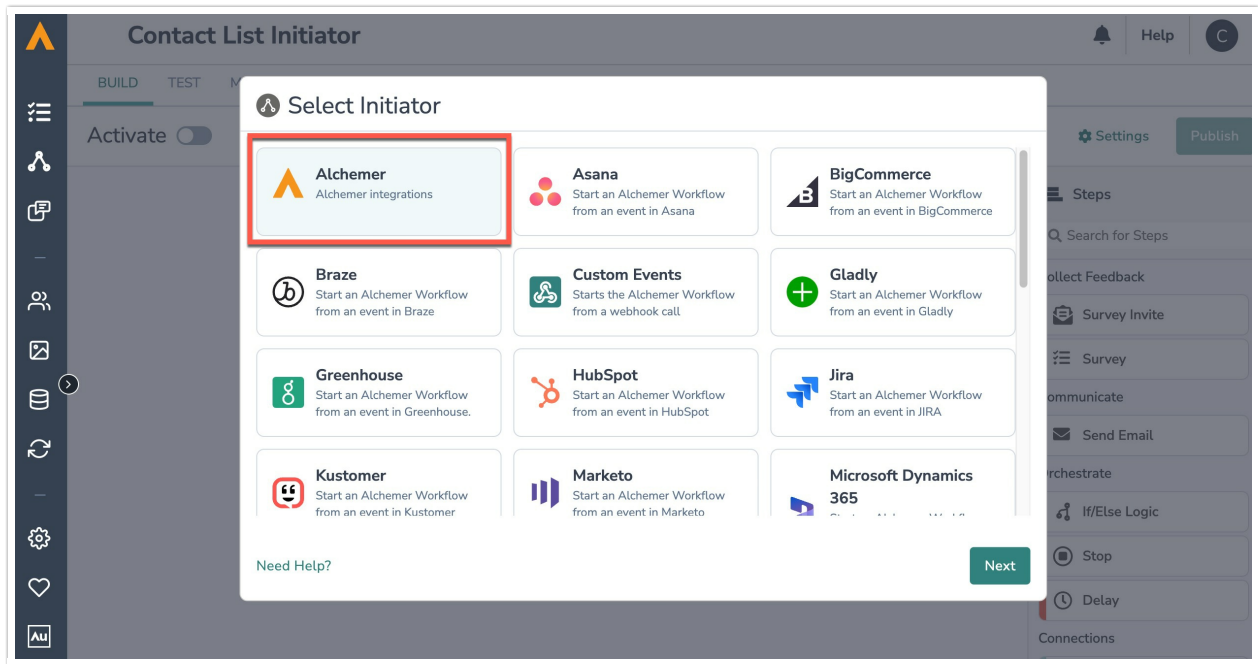 Contact List Initiator
Help
C
BUILD TEST M
Activate
Settings
Publish
Select Initiator
Alchemer
Alchemer integrations
Asana
Start an Alchemer Workflow
from an event in Asana
BigCommerce
Start an Alchemer Workflow
from an event in BigCommerce
Braze
Start an Alchemer Workflow
from an event in Braze
Custom Events
Starts the Alchemer Workflow
from a webhook call
Gladly
Start an Alchemer Workflow
from an event in Gladly
Greenhouse
Start an Alchemer Workflow
from an event in Greenhouse.
HubSpot
Start an Alchemer Workflow
from an event in HubSpot
Jira
Start an Alchemer Workflow
from an event in JIRA
Kustomer
Start an Alchemer Workflow
from an event in Kustomer
Marketo
Start an Alchemer Workflow
from an event in Marketo
Microsoft Dynamics
365
Need Help?
Next
Steps
Search for Steps
ollect Feedback
Survey Invite
Survey
ommunicate
Send Email
rchestrate
If/Else Logic
Stop
Delay
Connections
Au